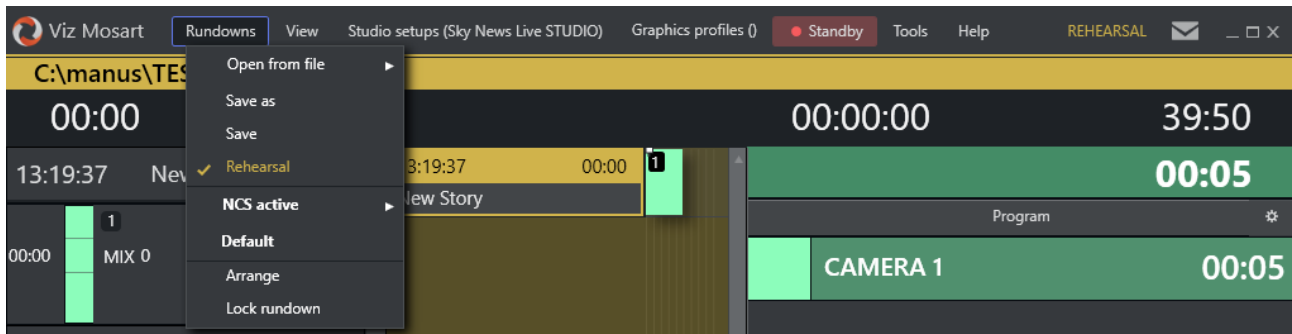 Viz Mosart Rundowns View Studio setups (Sky News Live STUDIO) Graphics profiles () Standby Tools Help REHEARSAL
C:\manus\TES
Open from file
Save as
Save
Rehearsal
NCS active
Default
Arrange
Lock rundown
00:00 00:00:00 39:50
13:19:37 Nev
3:19:37 00:00
New Story
1
00:05
1
00:00 MIX 0
Program
CAMERA 1 00:05